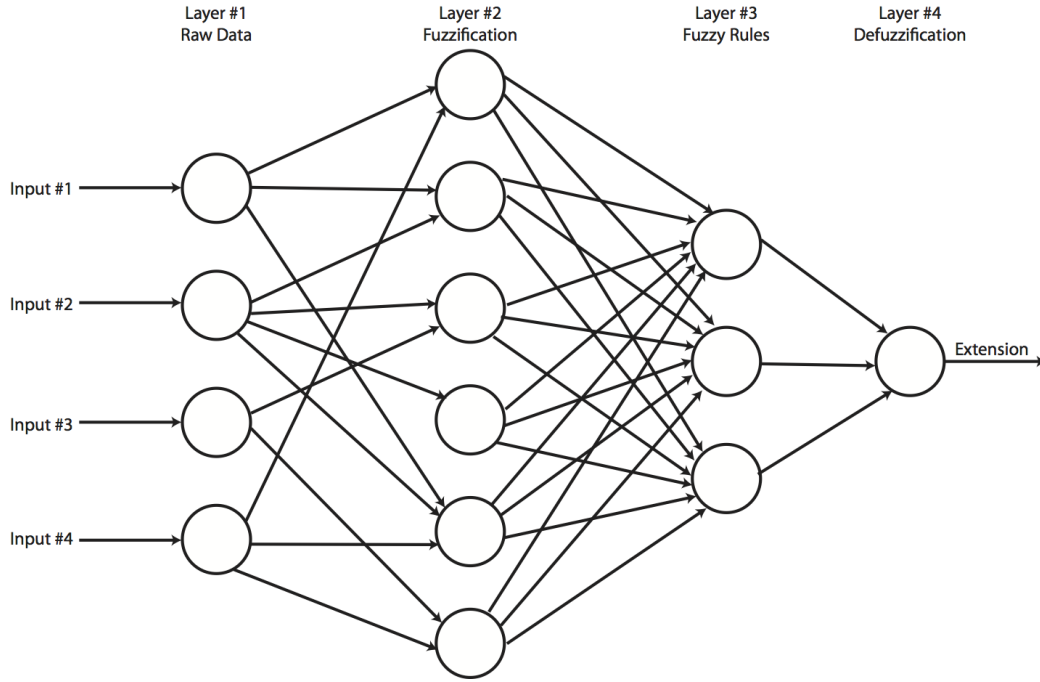 Layer #1
Raw Data
Layer #2
Fuzzification
Layer #3
Fuzzy Rules
Layer #4
Defuzzification
Input #1
Input #2
Input #3
Input #4
Extension